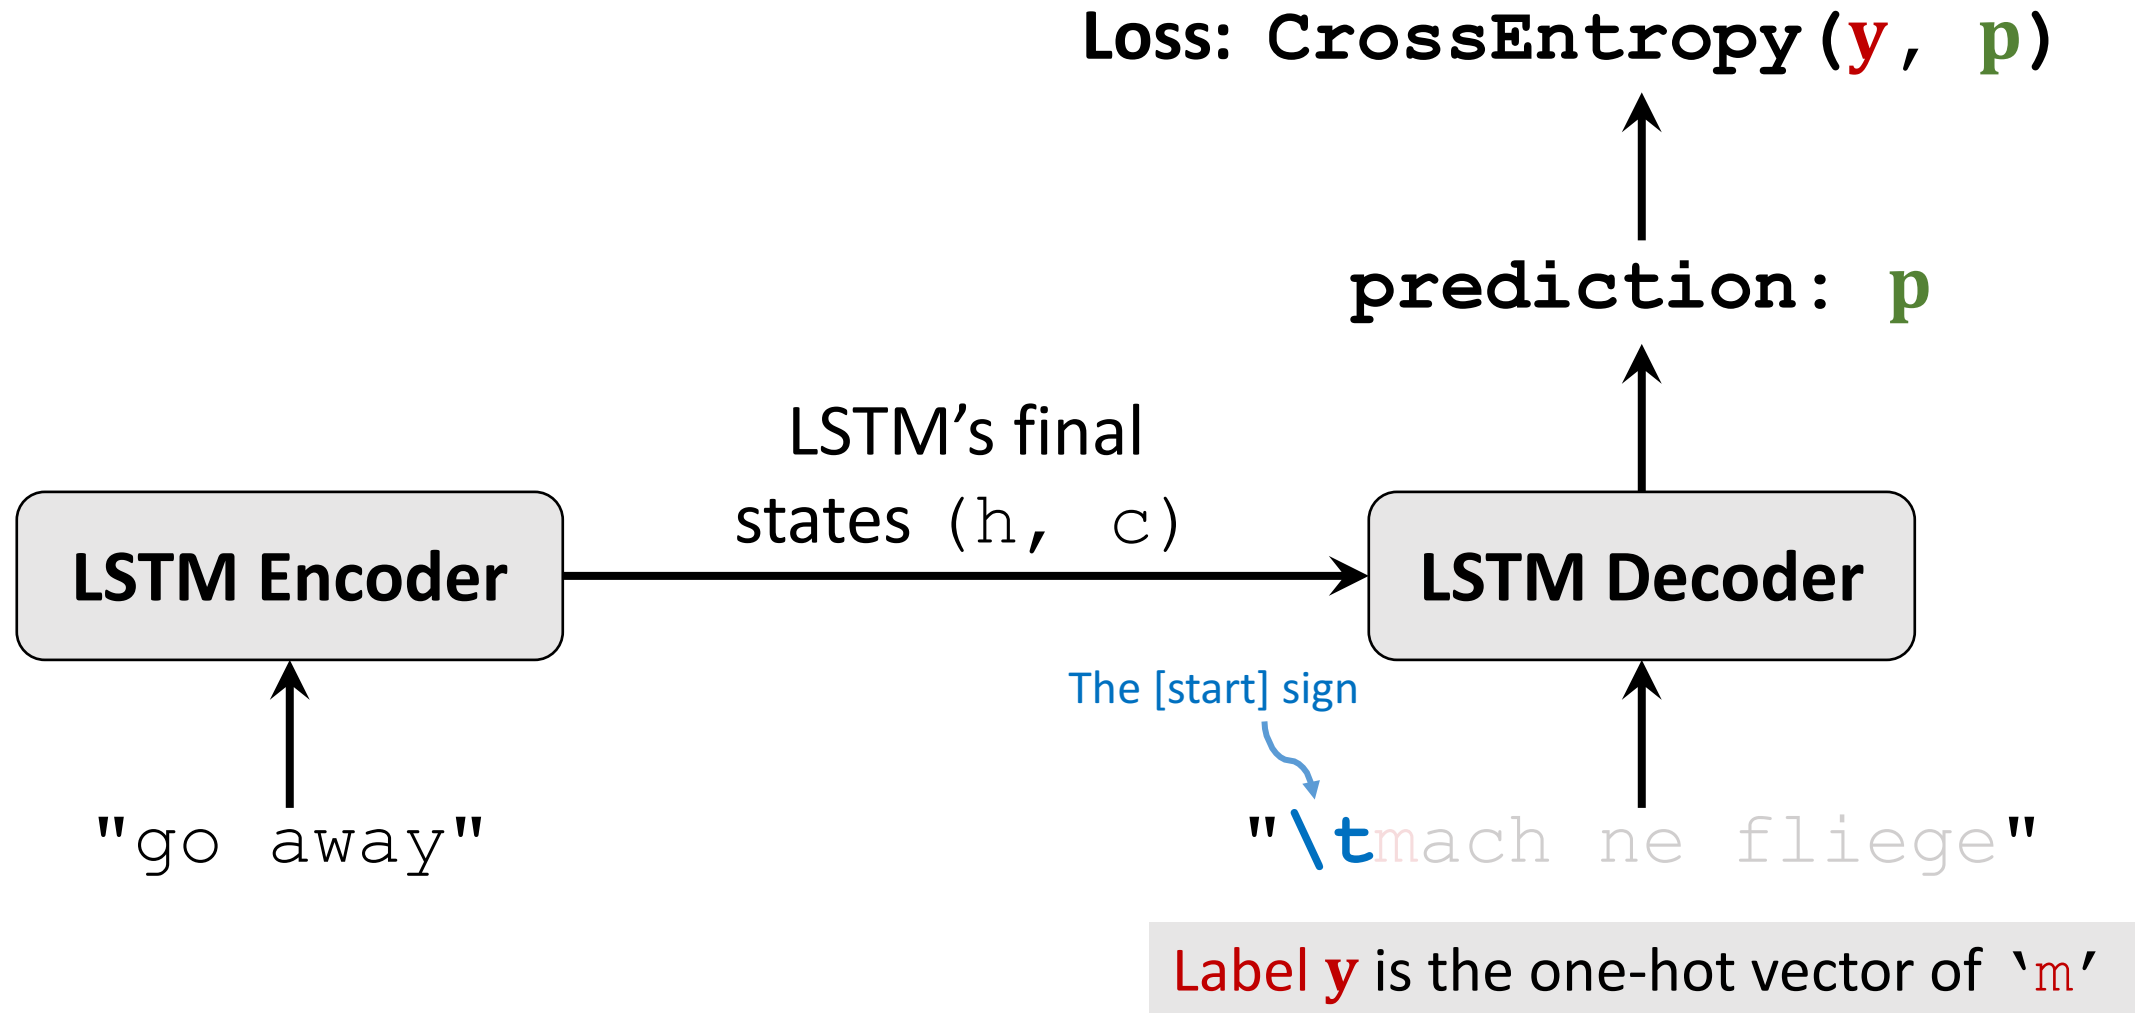 Loss: CrossEntropy(y, p)
prediction: p
LSTM’s final
states (h, c)
LSTM Encoder
LSTM Decoder
The [start] sign
"go away"
"\tmach ne fliege"
Label y is the one-hot vector of ‘m’